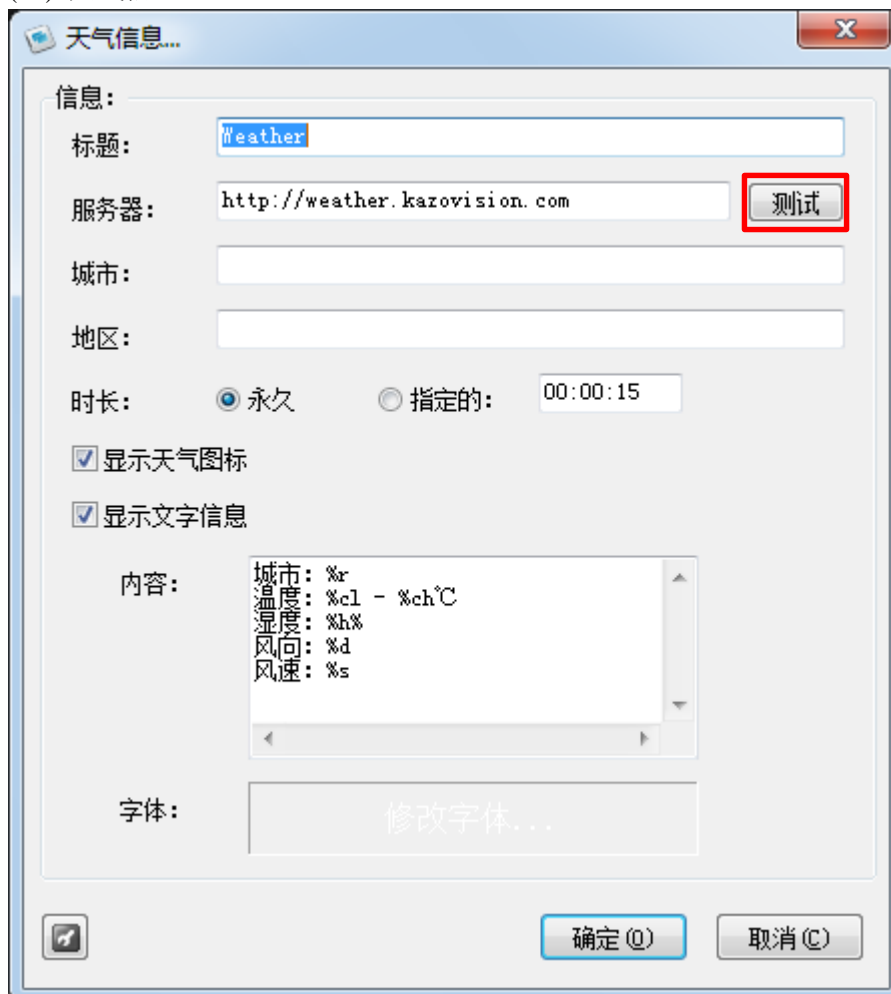 天气信息...
信息：
标题： Weather
服务器： http://weather.kazovision.com 测试
城市：
地区：
时长： 永久 指定的： 00:00:15
显示天气图标
显示文字信息
内容： 城市：%r
温度：%cl - %ch℃
湿度：%h%
风向：%d
风速：%s
字体： 修改字体...
确定(O) 取消(C)